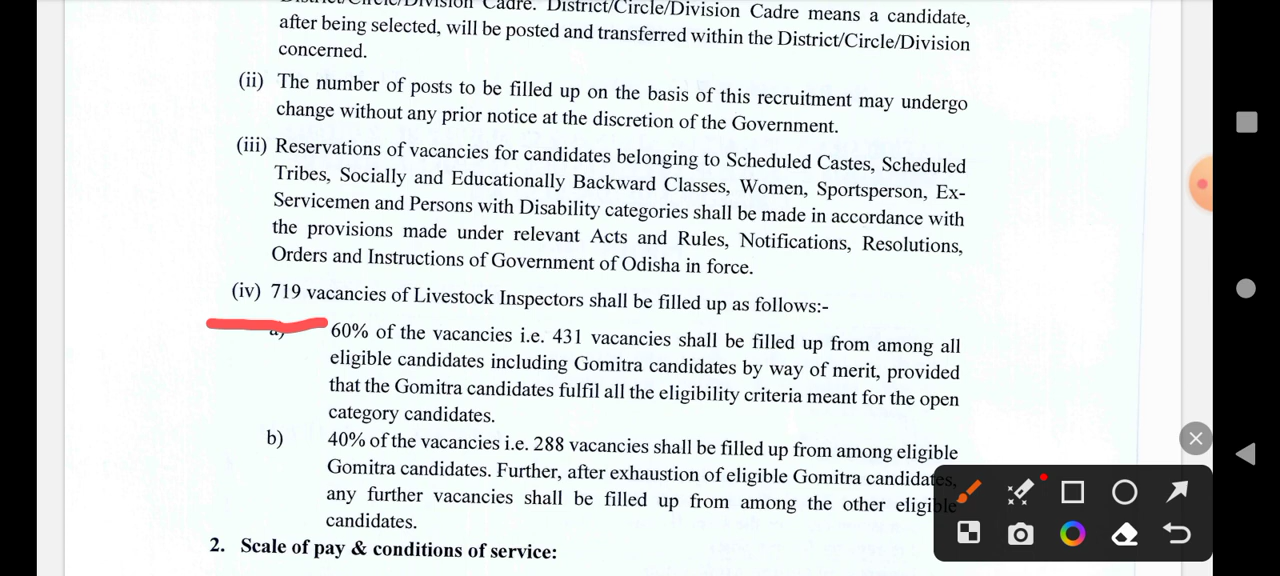 District/Circle/Division Cadre. District/Circle/Division Cadre means a candidate,
after being selected, will be posted and transferred within the District/Circle/Division
concerned.
(ii) The number of posts to be filled up on the basis of this recruitment may undergo
change without any prior notice at the discretion of the Government.
(iii) Reservations of vacancies for candidates belonging to Scheduled Castes, Scheduled
Tribes, Socially and Educationally Backward Classes, Women, Sportsperson, Ex-
Servicemen and Persons with Disability categories shall be made in accordance with
the provisions made under relevant Acts and Rules, Notifications, Resolutions,
Orders and Instructions of Government of Odisha in force.
(iv) 719 vacancies of Livestock Inspectors shall be filled up as follows:-
a) 60% of the vacancies i.e. 431 vacancies shall be filled up from among all
eligible candidates including Gomitra candidates by way of merit, provided
that the Gomitra candidates fulfil all the eligibility criteria meant for the open
category candidates.
b) 40% of the vacancies i.e. 288 vacancies shall be filled up from among eligible
Gomitra candidates. Further, after exhaustion of eligible Gomitra candidates,
any further vacancies shall be filled up from among the other eligible
candidates.
2. Scale of pay & conditions of service: